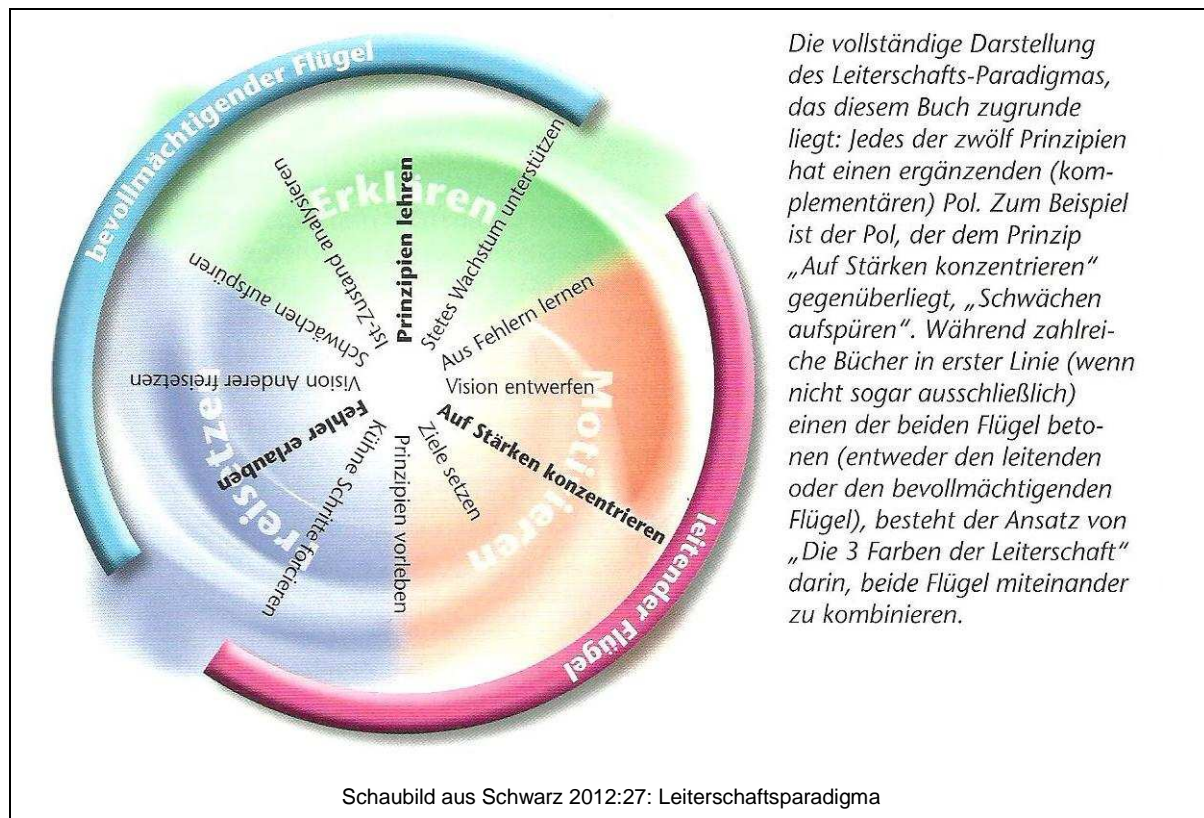 bevollmächtigender Flügel
Erklären
Ist-Zustand analysieren
Prinzipien lehren
Stetes Wachstum unterstützen
Schwächen aufspüren
Aus Fehlern lernen
Vision Anderer freisetzen
Vision entwerfen
Fehler erlauben
Auf Stärken konzentrieren
Kühne Schritte forcieren
Prinzipien vorleben
Ziele setzen
leitender Flügel
Die vollständige Darstellung
des Leiterschafts-Paradigmas,
das diesem Buch zugrunde
liegt: Jedes der zwölf Prinzipien
hat einen ergänzenden (kom-
plementären) Pol. Zum Beispiel
ist der Pol, der dem Prinzip
„Auf Stärken konzentrieren“
gegenüberliegt, „Schwächen
aufspüren“. Während zahlrei-
che Bücher in erster Linie (wenn
nicht sogar ausschließlich)
einen der beiden Flügel beto-
nen (entweder den leitenden
oder den bevollmächtigenden
Flügel), besteht der Ansatz von
„Die 3 Farben der Leiterschaft“
darin, beide Flügel miteinander
zu kombinieren.
Schaubild aus Schwarz 2012:27: Leiterschaftsparadigma